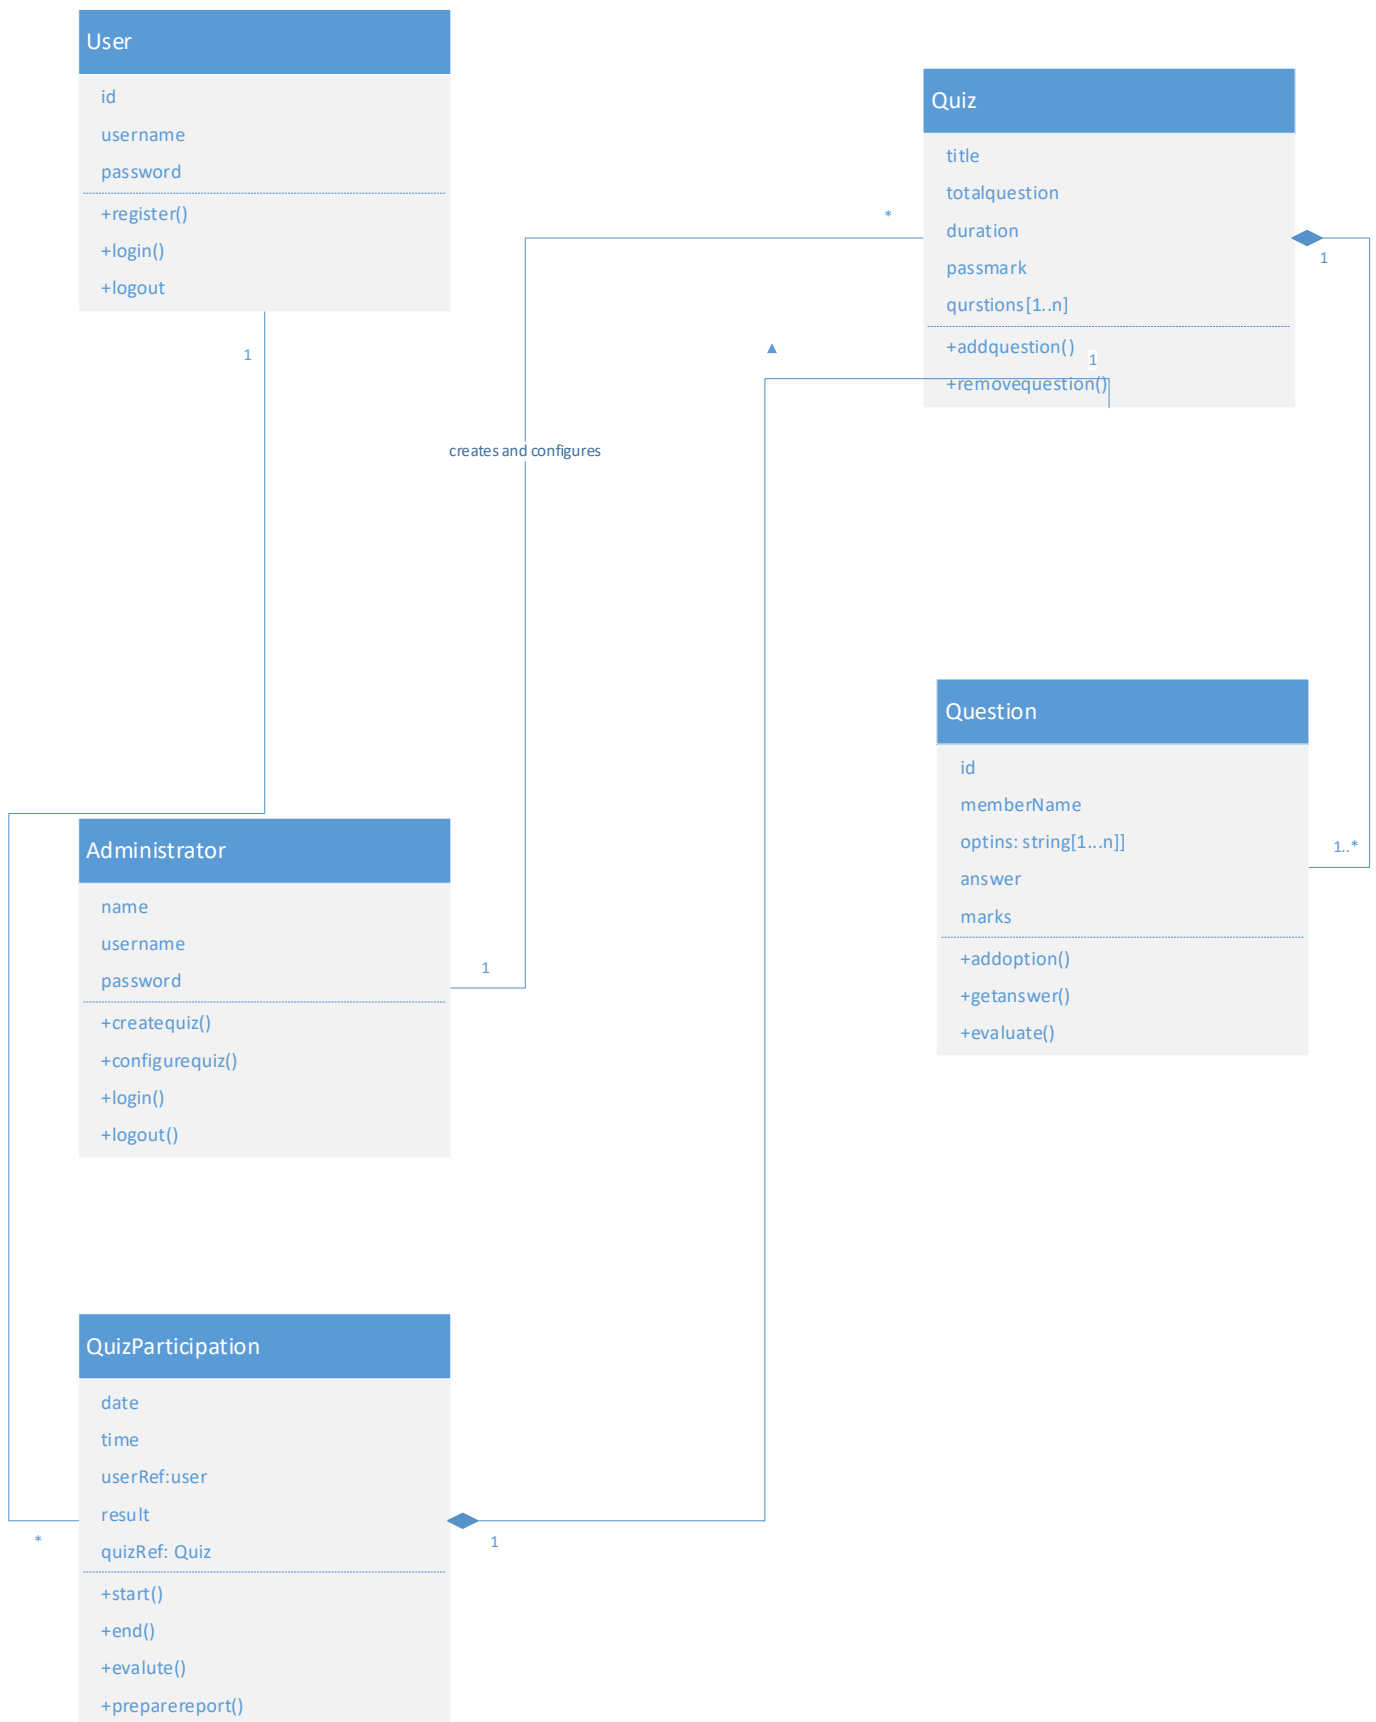 User
id
username
password
+register()
+login()
+logout
1
Quiz
title
totalquestion
duration
passmark
qurstions[1..n]
+addquestion()
+removequestion()
*
1
1
▲
creates and configures
Question
id
memberName
optins: string[1...n]]
answer
marks
+addoption()
+getanswer()
+evaluate()
1..*
Administrator
name
username
password
+createquiz()
+configurequiz()
+login()
+logout()
1
QuizParticipation
date
time
userRef:user
result
quizRef: Quiz
+start()
+end()
+evalute()
+preparereport()
*
1